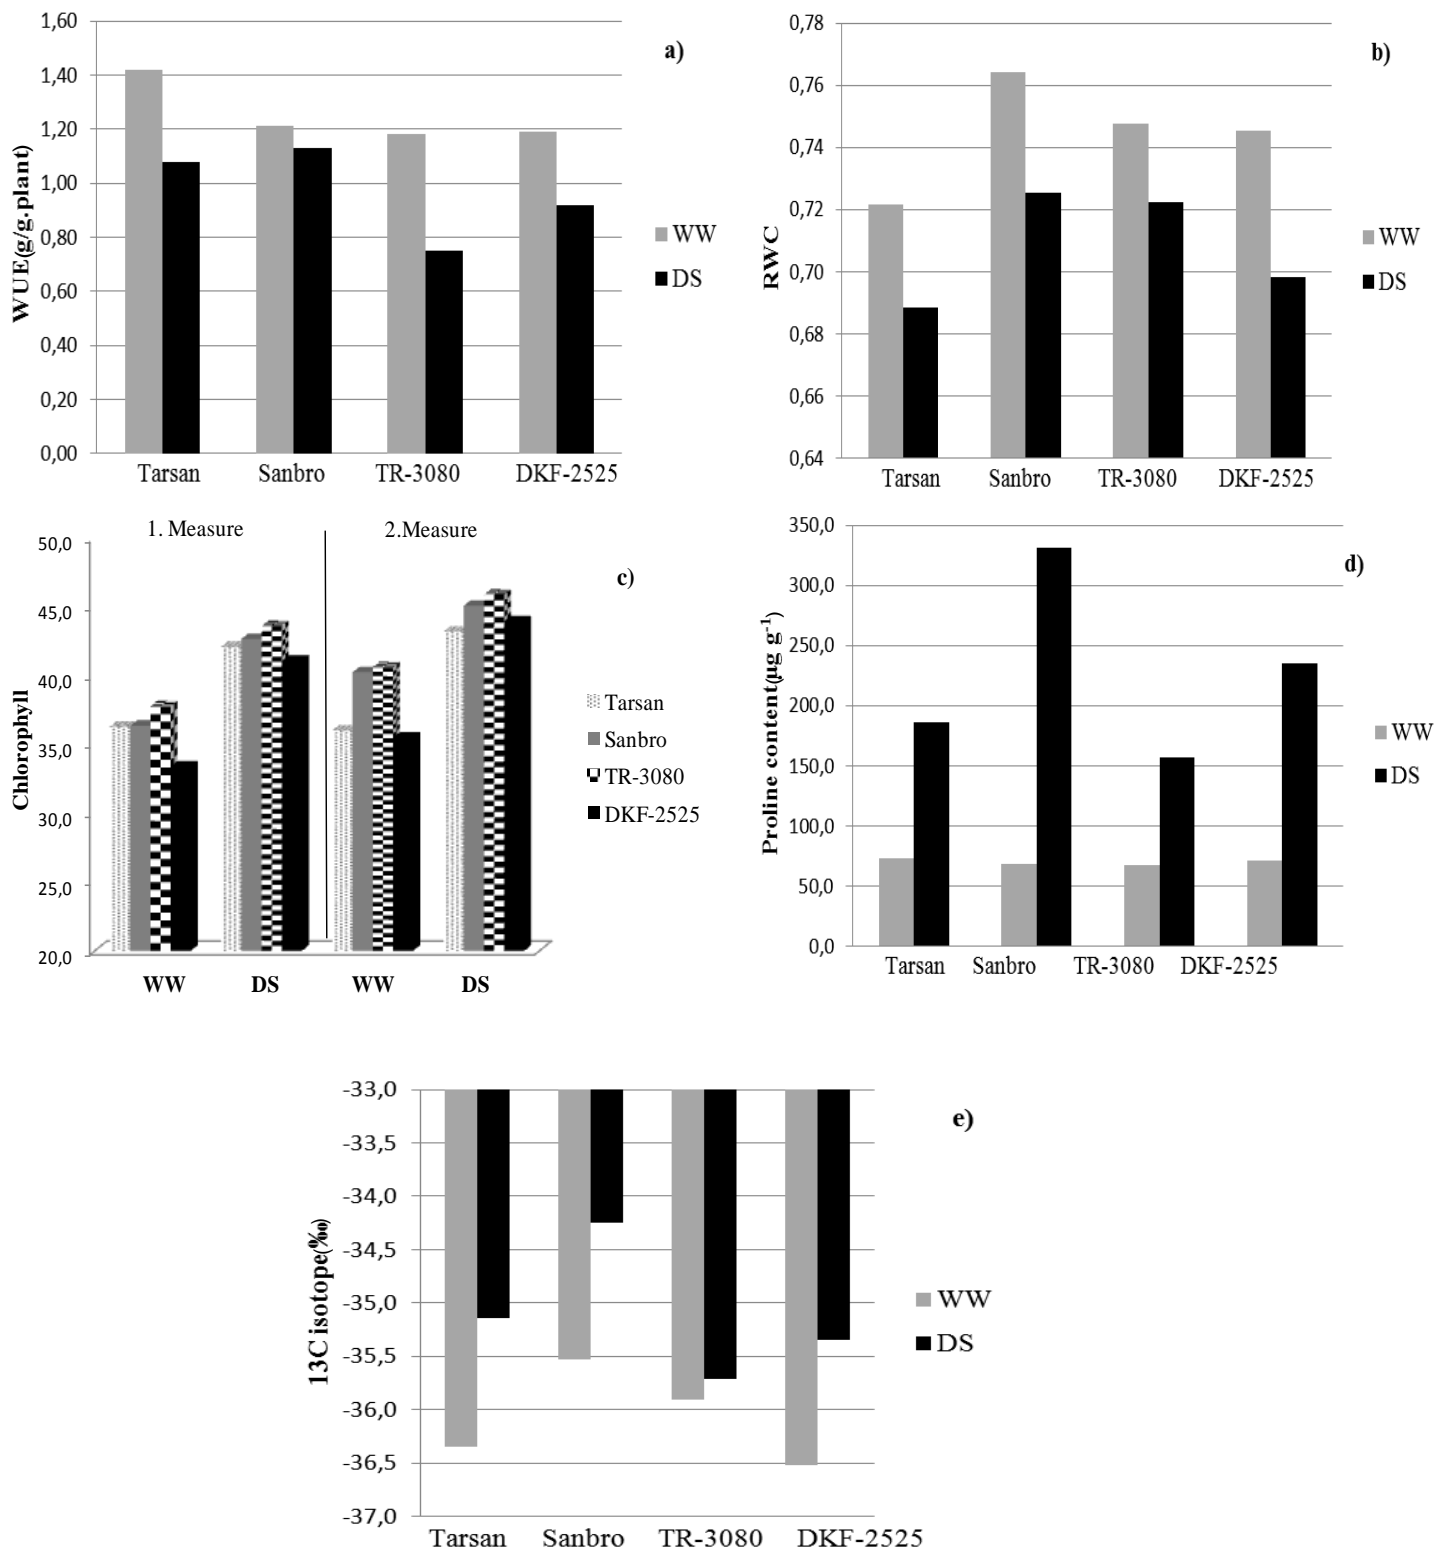 1,60
1,40
1,20
1,00
0,80
0,60
0,40
0,20
0,00
WUE(g/g.plant)
Tarsan Sanbro TR-3080 DKF-2525
a)
WW
DS
0,78
0,76
0,74
0,72
0,70
0,68
0,66
0,64
RWC
Tarsan Sanbro TR-3080 DKF-2525
b)
WW
DS
1. Measure 2.Measure
50,0
45,0
40,0
35,0
30,0
25,0
20,0
Chlorophyll
WW DS WW DS
c)
Tarsan
Sanbro
TR-3080
DKF-2525
350,0
300,0
250,0
200,0
150,0
100,0
50,0
0,0
Proline content(µg g-1)
Tarsan Sanbro TR-3080 DKF-2525
d)
WW
DS
-33,0
-33,5
-34,0
-34,5
-35,0
-35,5
-36,0
-36,5
-37,0
13C isotope(‰)
Tarsan Sanbro TR-3080 DKF-2525
e)
WW
DS